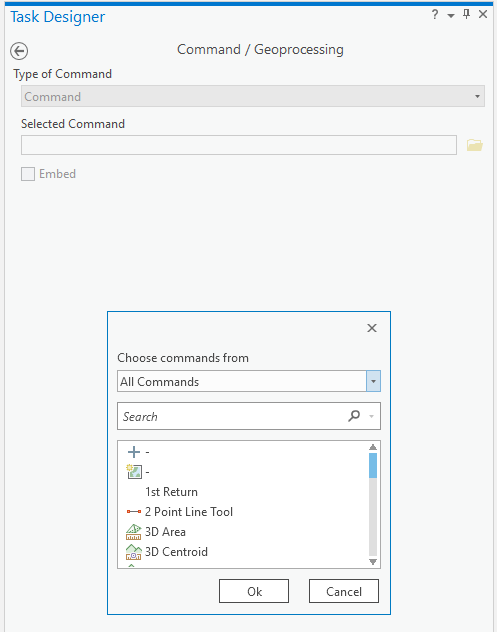 Task Designer
Command / Geoprocessing
Type of Command
Command
Selected Command
Embed
Choose commands from
All Commands
Search
-
-
1st Return
2 Point Line Tool
3D Area
3D Centroid
Ok Cancel